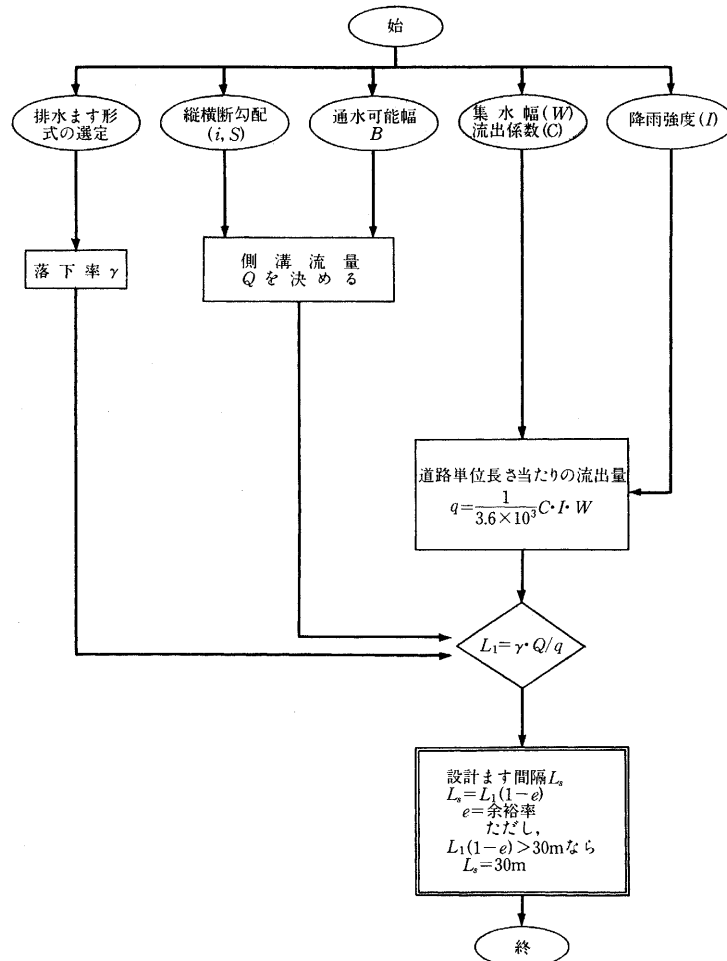 始
排水ます形
式の選定
縦横断勾配
(i, S)
通水可能幅
B
集水幅(W)
流出係数(C)
降雨強度(I)
落下率 γ
側溝流量
Qを決める
道路単位長さ当たりの流出量
q=1/(3.6×10³) C・I・W
L₁=γ・Q/q
設計ます間隔Lₛ
Lₛ=L₁(1−e)
e=余裕率
ただし,
L₁(1−e)>30mなら
Lₛ=30m
終